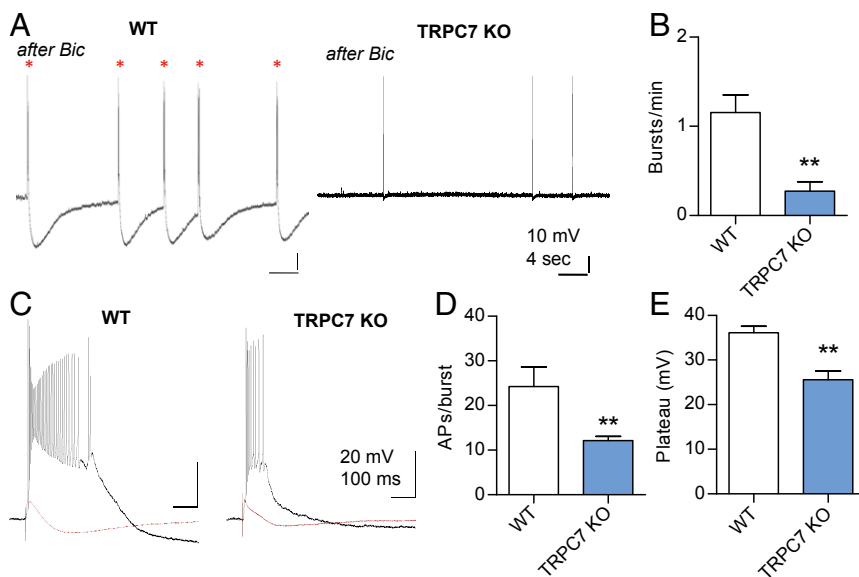 A
WT
TRPC7 KO
after Bic
* * * * *
after Bic
10 mV
4 sec
B
Bursts/min
2
1
0
**
WT
TRPC7 KO
C
WT
TRPC7 KO
20 mV
100 ms
D
APs/burst
40
30
20
10
0
**
WT
TRPC7 KO
E
Plateau (mV)
40
30
20
10
0
**
WT
TRPC7 KO